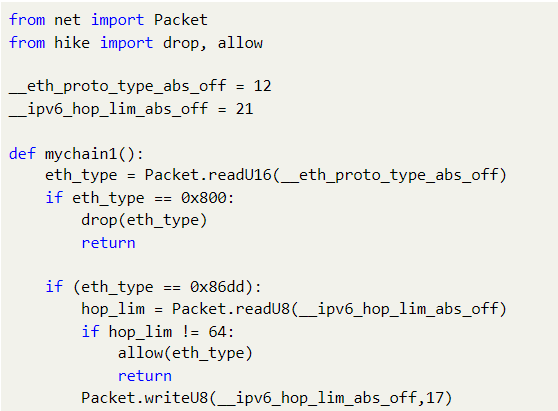 from net import Packet
from hike import drop, allow

__eth_proto_type_abs_off = 12
__ipv6_hop_lim_abs_off = 21

def mychain1():
    eth_type = Packet.readU16(__eth_proto_type_abs_off)
    if eth_type == 0x800:
        drop(eth_type)
        return

    if (eth_type == 0x86dd):
        hop_lim = Packet.readU8(__ipv6_hop_lim_abs_off)
        if hop_lim != 64:
            allow(eth_type)
            return
        Packet.writeU8(__ipv6_hop_lim_abs_off,17)